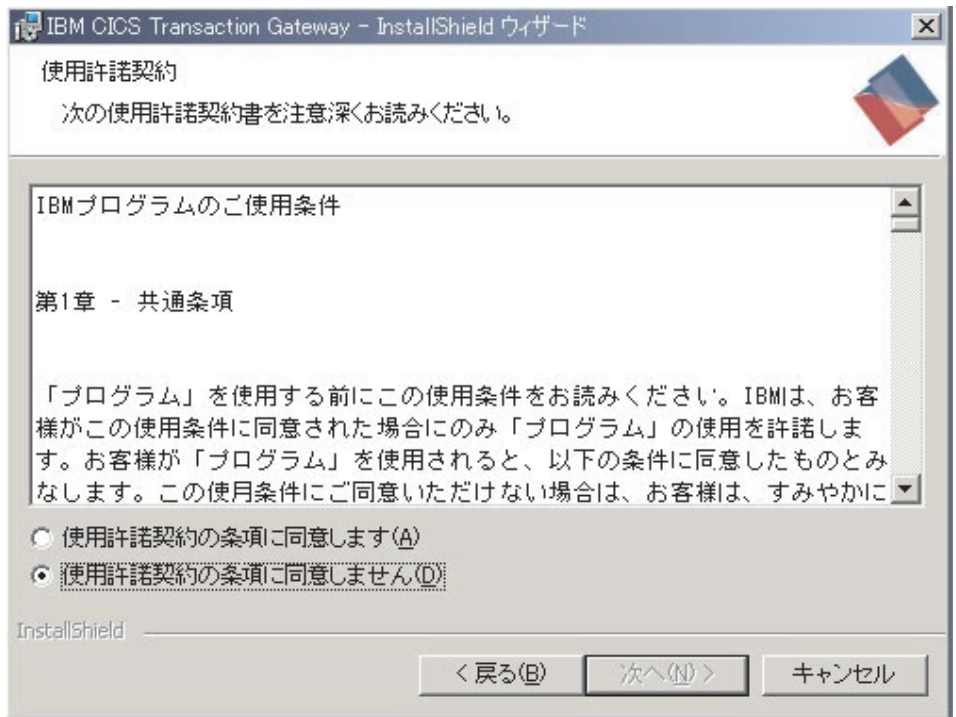 IBM CICS Transaction Gateway - InstallShield ウィザード
使用許諾契約
次の使用許諾契約書を注意深くお読みください。
IBMプログラムのご使用条件
第1章 - 共通条項
「プログラム」を使用する前にこの使用条件をお読みください。IBMは、お客
様がこの使用条件に同意された場合にのみ「プログラム」の使用を許諾しま
す。お客様が「プログラム」を使用されると、以下の条件に同意したものとみ
なします。この使用条件にご同意いただけない場合は、お客様は、すみやかに
使用許諾契約の条項に同意します(A)
使用許諾契約の条項に同意しません(D)
InstallShield
< 戻る(B)
次へ(N) >
キャンセル